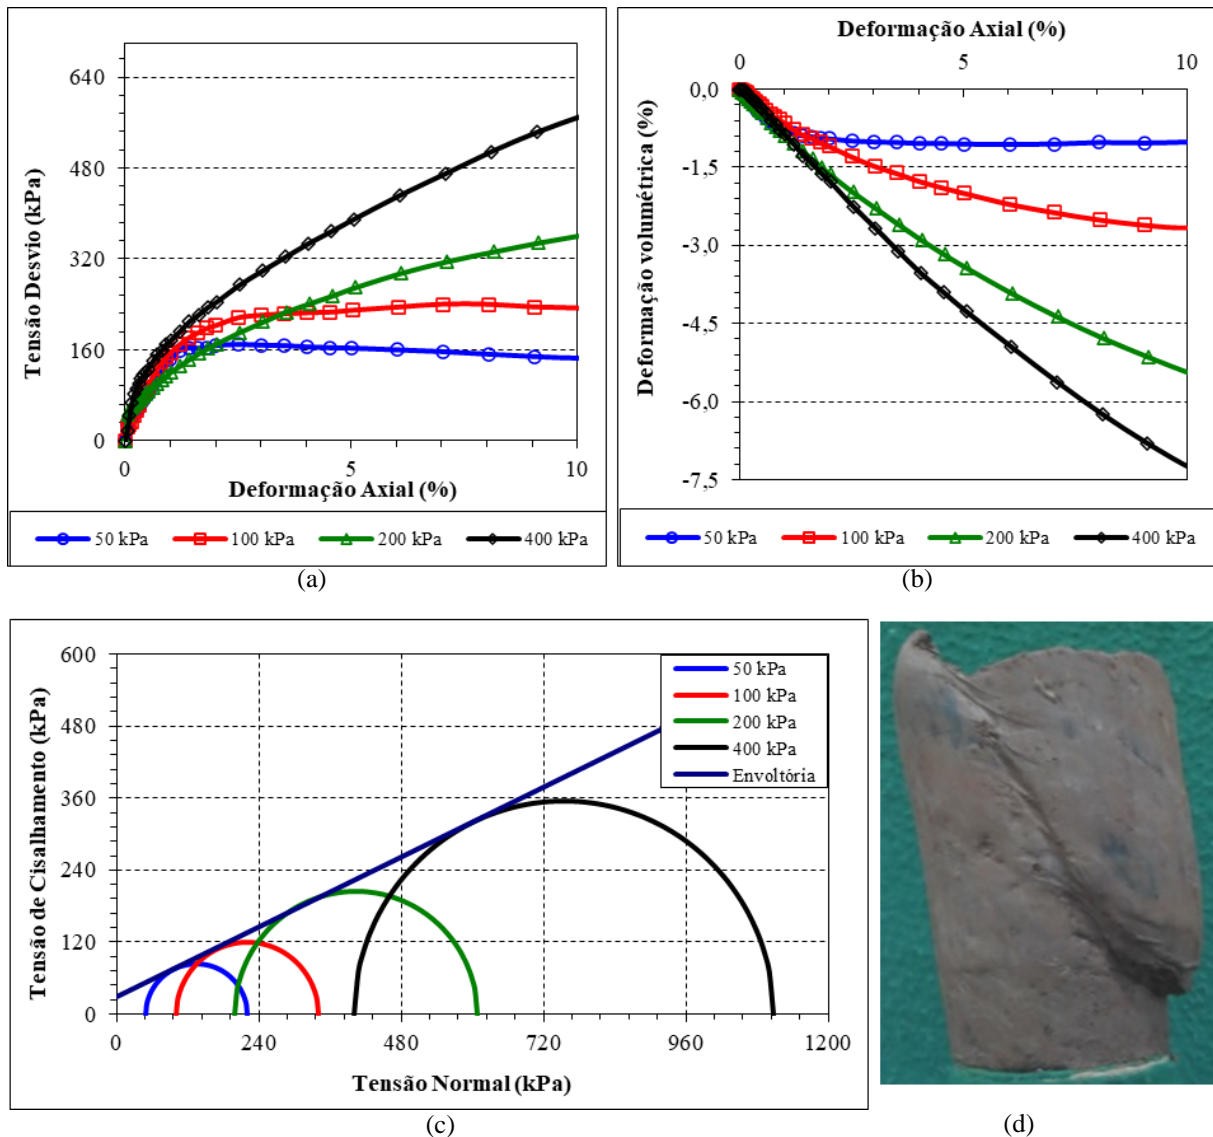 Tensão Desvio (kPa)
640
480
320
160
0
0
5
10
Deformação Axial (%)
50 kPa
100 kPa
200 kPa
400 kPa
(a)
Deformação Axial (%)
0
5
10
Deformação volumétrica (%)
0,0
-1,5
-3,0
-4,5
-6,0
-7,5
50 kPa
100 kPa
200 kPa
400 kPa
(b)
Tensão de Cisalhamento (kPa)
600
480
360
240
120
0
0
240
480
720
960
1200
Tensão Normal (kPa)
50 kPa
100 kPa
200 kPa
400 kPa
Envoltória
(c)
(d)